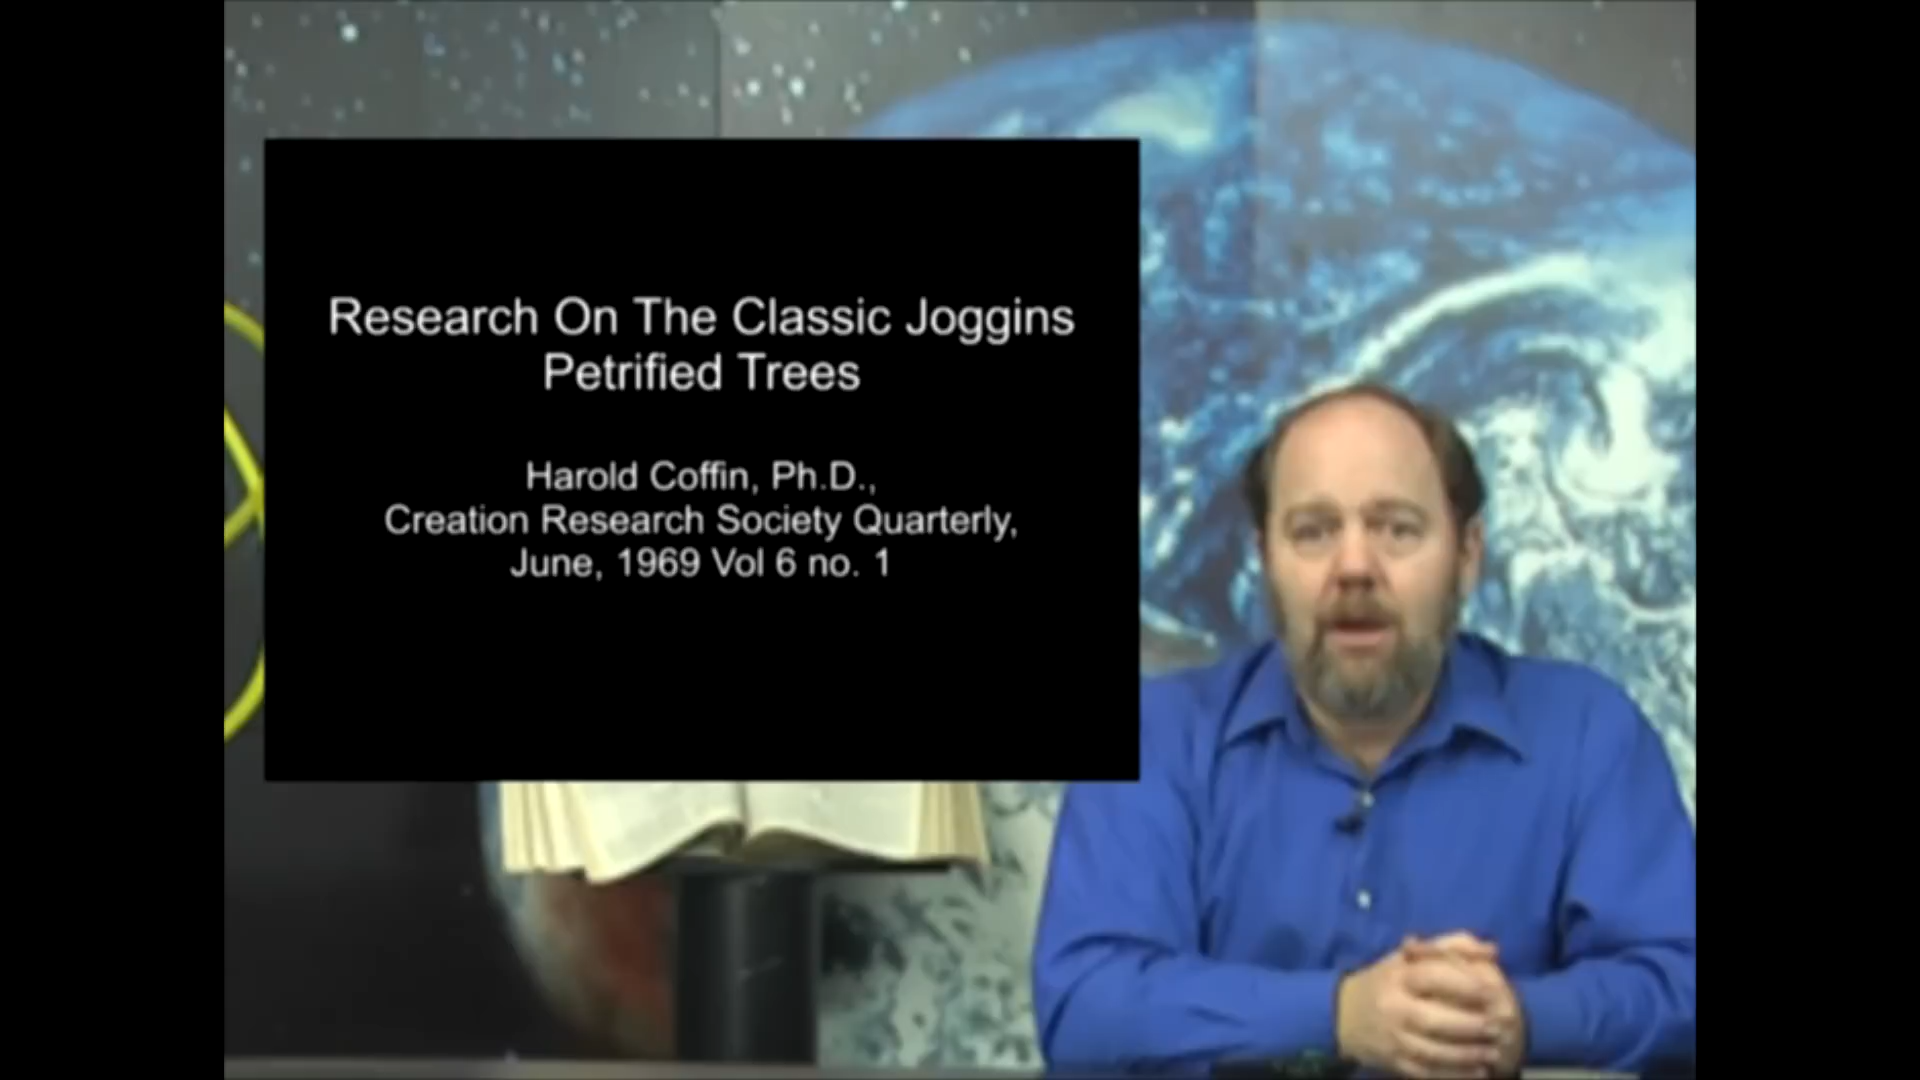 Research On The Classic Joggins
Petrified Trees
Harold Coffin, Ph.D.,
Creation Research Society Quarterly,
June, 1969 Vol 6 no. 1